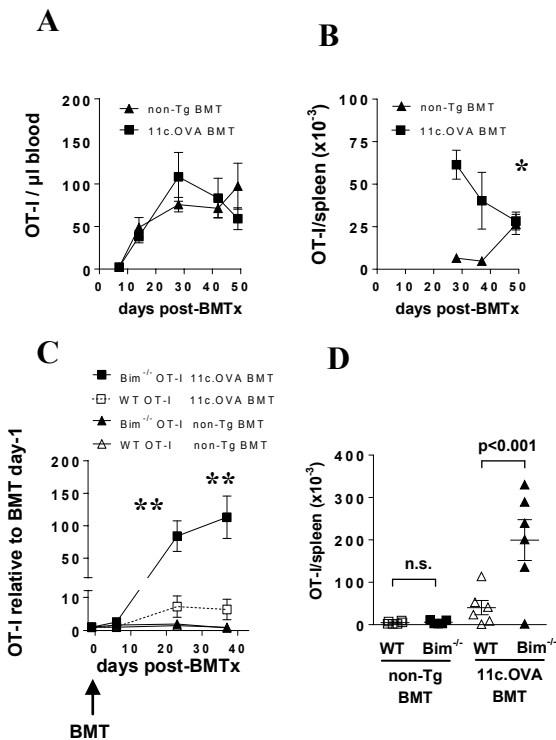 A
non-Tg BMT
11c.OVA BMT
OT-I / µl blood
200
150
100
50
0
0 10 20 30 40 50
days post-BMTx
B
non-Tg BMT
11c.OVA BMT
OT-I/spleen (x10-3)
100
75
50
25
0
*
0 10 20 30 40 50
days post-BMTx
C
Bim-/- OT-I 11c.OVA BMT
WT OT-I 11c.OVA BMT
Bim-/- OT-I non-Tg BMT
WT OT-I non-Tg BMT
OT-I relative to BMT day-1
200
150
100
50
10
0
** **
0 10 20 30 40
days post-BMTx
BMT
D
OT-I/spleen (x10-3)
400
300
200
100
0
p<0.001
n.s.
WT Bim-/- WT Bim-/-
non-Tg BMT
11c.OVA BMT